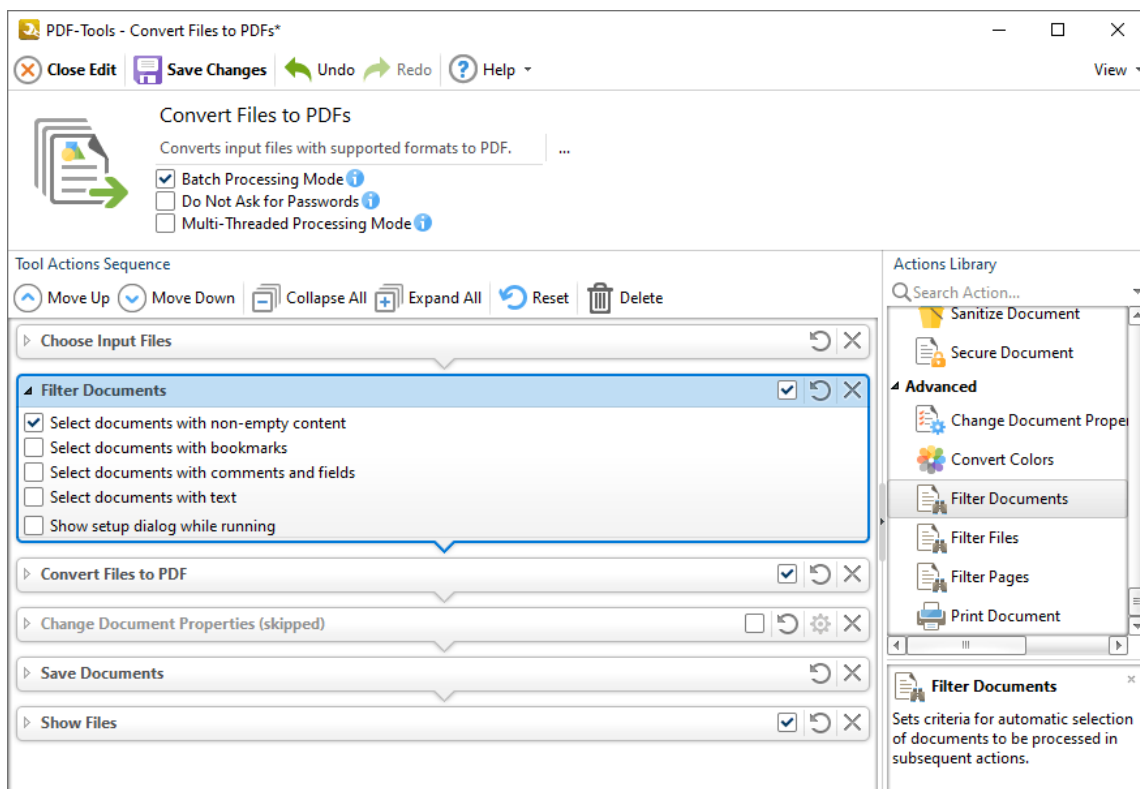 PDF-Tools - Convert Files to PDFs*
Close Edit Save Changes Undo Redo Help View
Convert Files to PDFs
Converts input files with supported formats to PDF. ...
Batch Processing Mode
Do Not Ask for Passwords
Multi-Threaded Processing Mode
Tool Actions Sequence
Move Up Move Down Collapse All Expand All Reset Delete
Choose Input Files
Filter Documents
Select documents with non-empty content
Select documents with bookmarks
Select documents with comments and fields
Select documents with text
Show setup dialog while running
Convert Files to PDF
Change Document Properties (skipped)
Save Documents
Show Files
Actions Library
Search Action...
Sanitize Document
Secure Document
Advanced
Change Document Proper
Convert Colors
Filter Documents
Filter Files
Filter Pages
Print Document
Filter Documents
Sets criteria for automatic selection
of documents to be processed in
subsequent actions.